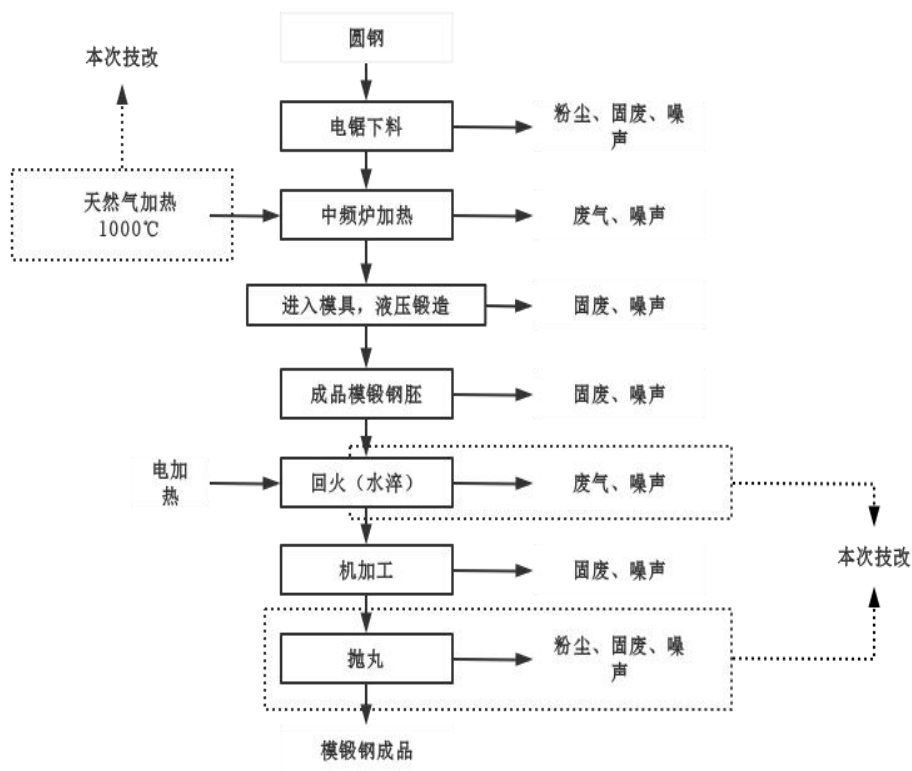 圆钢
本次技改
电锯下料
粉尘、固废、噪
声
天然气加热
1000℃
中频炉加热
废气、噪声
进入模具，液压锻造
固废、噪声
成品模锻钢胚
固废、噪声
电加
热
回火（水淬）
废气、噪声
本次技改
机加工
固废、噪声
抛丸
粉尘、固废、噪
声
模锻钢成品